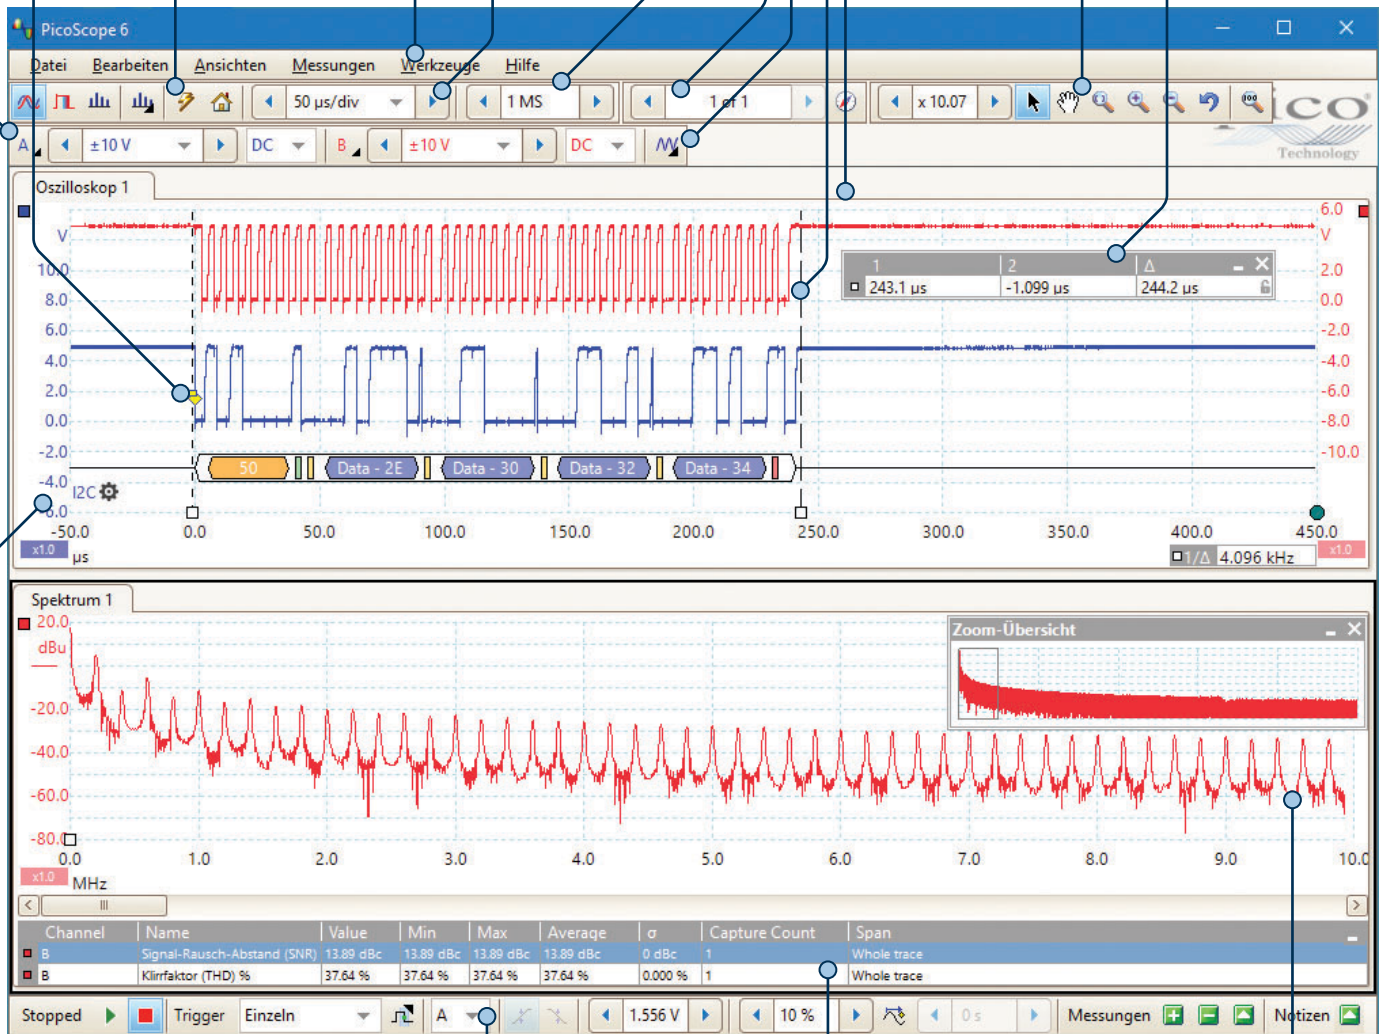 PicoScope 6
Datei Bearbeiten Ansichten Messungen Werkzeuge Hilfe
50 µs/div 1 MS 1 of 1 x 10.07
ico
Technology
A ±10 V DC B ±10 V DC
Oszilloskop 1
V
10.0
8.0
6.0
4.0
2.0
0.0
-2.0
-4.0
-6.0
6.0
V
2.0
0.0
-2.0
-4.0
-6.0
-8.0
-10.0
1 2 Δ
243.1 µs -1.099 µs 244.2 µs
50 Data - 2E Data - 30 Data - 32 Data - 34
I2C
-50.0 0.0 50.0 100.0 150.0 200.0 250.0 300.0 350.0 400.0 450.0
x1.0 µs 1/Δ 4.096 kHz x1.0
Spektrum 1
20.0
dBu
-20.0
-40.0
-60.0
-80.0
Zoom-Übersicht
0.0 1.0 2.0 3.0 4.0 5.0 6.0 7.0 8.0 9.0 10.0
x1.0 MHz
Channel Name Value Min Max Average σ Capture Count Span
B Signal-Rausch-Abstand (SNR) 13.89 dBc 13.89 dBc 13.89 dBc 13.89 dBc 0 dBc 1 Whole trace
B Klirrfaktor (THD) % 37.64 % 37.64 % 37.64 % 37.64 % 0.000 % 1 Whole trace
Stopped Trigger Einzeln A 1.556 V 10 % 0 s Messungen Notizen